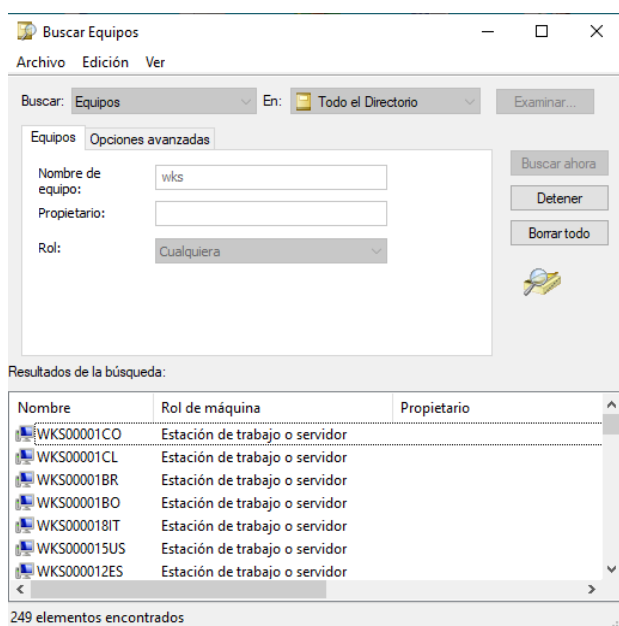 Buscar Equipos
Archivo Edición Ver
Buscar: Equipos En: Todo el Directorio Examinar...
Equipos Opciones avanzadas
Buscar ahora
Nombre de equipo: wks
Detener
Propietario:
Borrar todo
Rol: Cualquiera
Resultados de la búsqueda:
Nombre Rol de máquina Propietario
WKS00001CO Estación de trabajo o servidor
WKS00001CL Estación de trabajo o servidor
WKS00001BR Estación de trabajo o servidor
WKS00001BO Estación de trabajo o servidor
WKS000018IT Estación de trabajo o servidor
WKS000015US Estación de trabajo o servidor
WKS000012ES Estación de trabajo o servidor
249 elementos encontrados